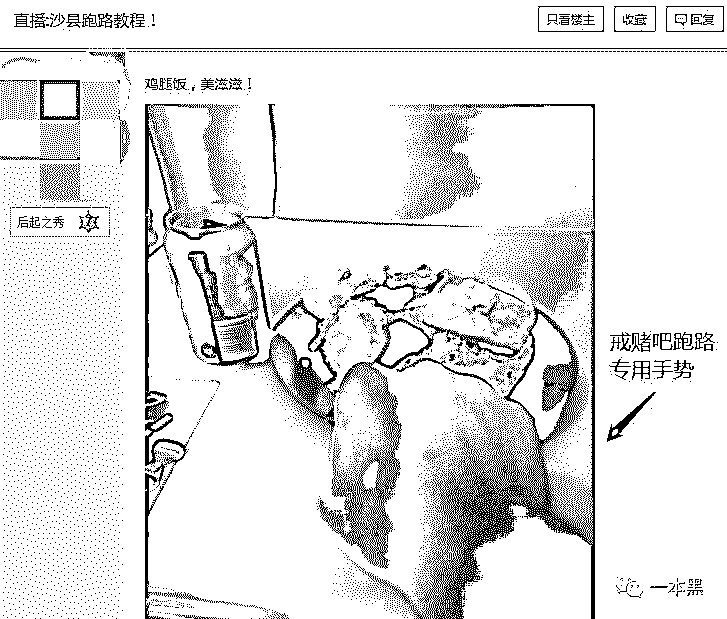 直播:沙县跑路教程！
只看楼主
收藏
回复
鸡腿饭，美滋滋！
后起之秀
戒赌吧跑路
专用手势
一本黑